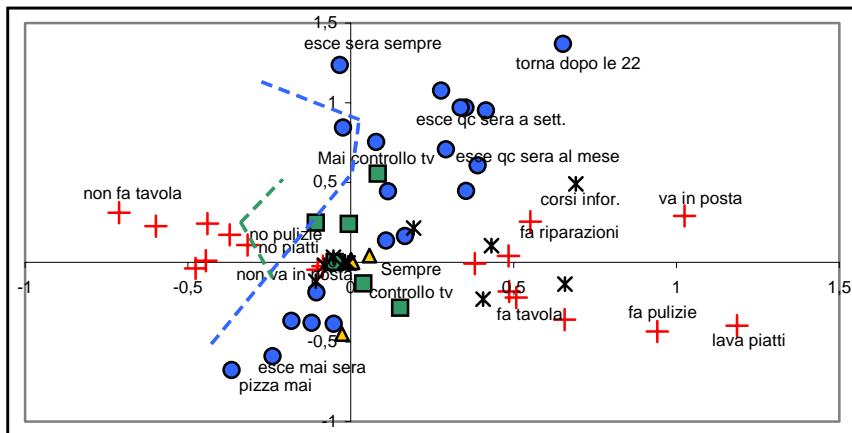 1,5
esce sera sempre
torna dopo le 22
1
esce qc sera a sett.
Mai controllo tv
esce qc sera al mese
0,5
non fa tavola
corsi infor.
va in posta
no pulizie
fa riparazioni
no piatti
non va in posta
Sempre
controllo tv
-1
-0,5
0
0,5
1
1,5
fa tavola
fa pulizie
lava piatti
-0,5
esce mai sera
pizza mai
-1